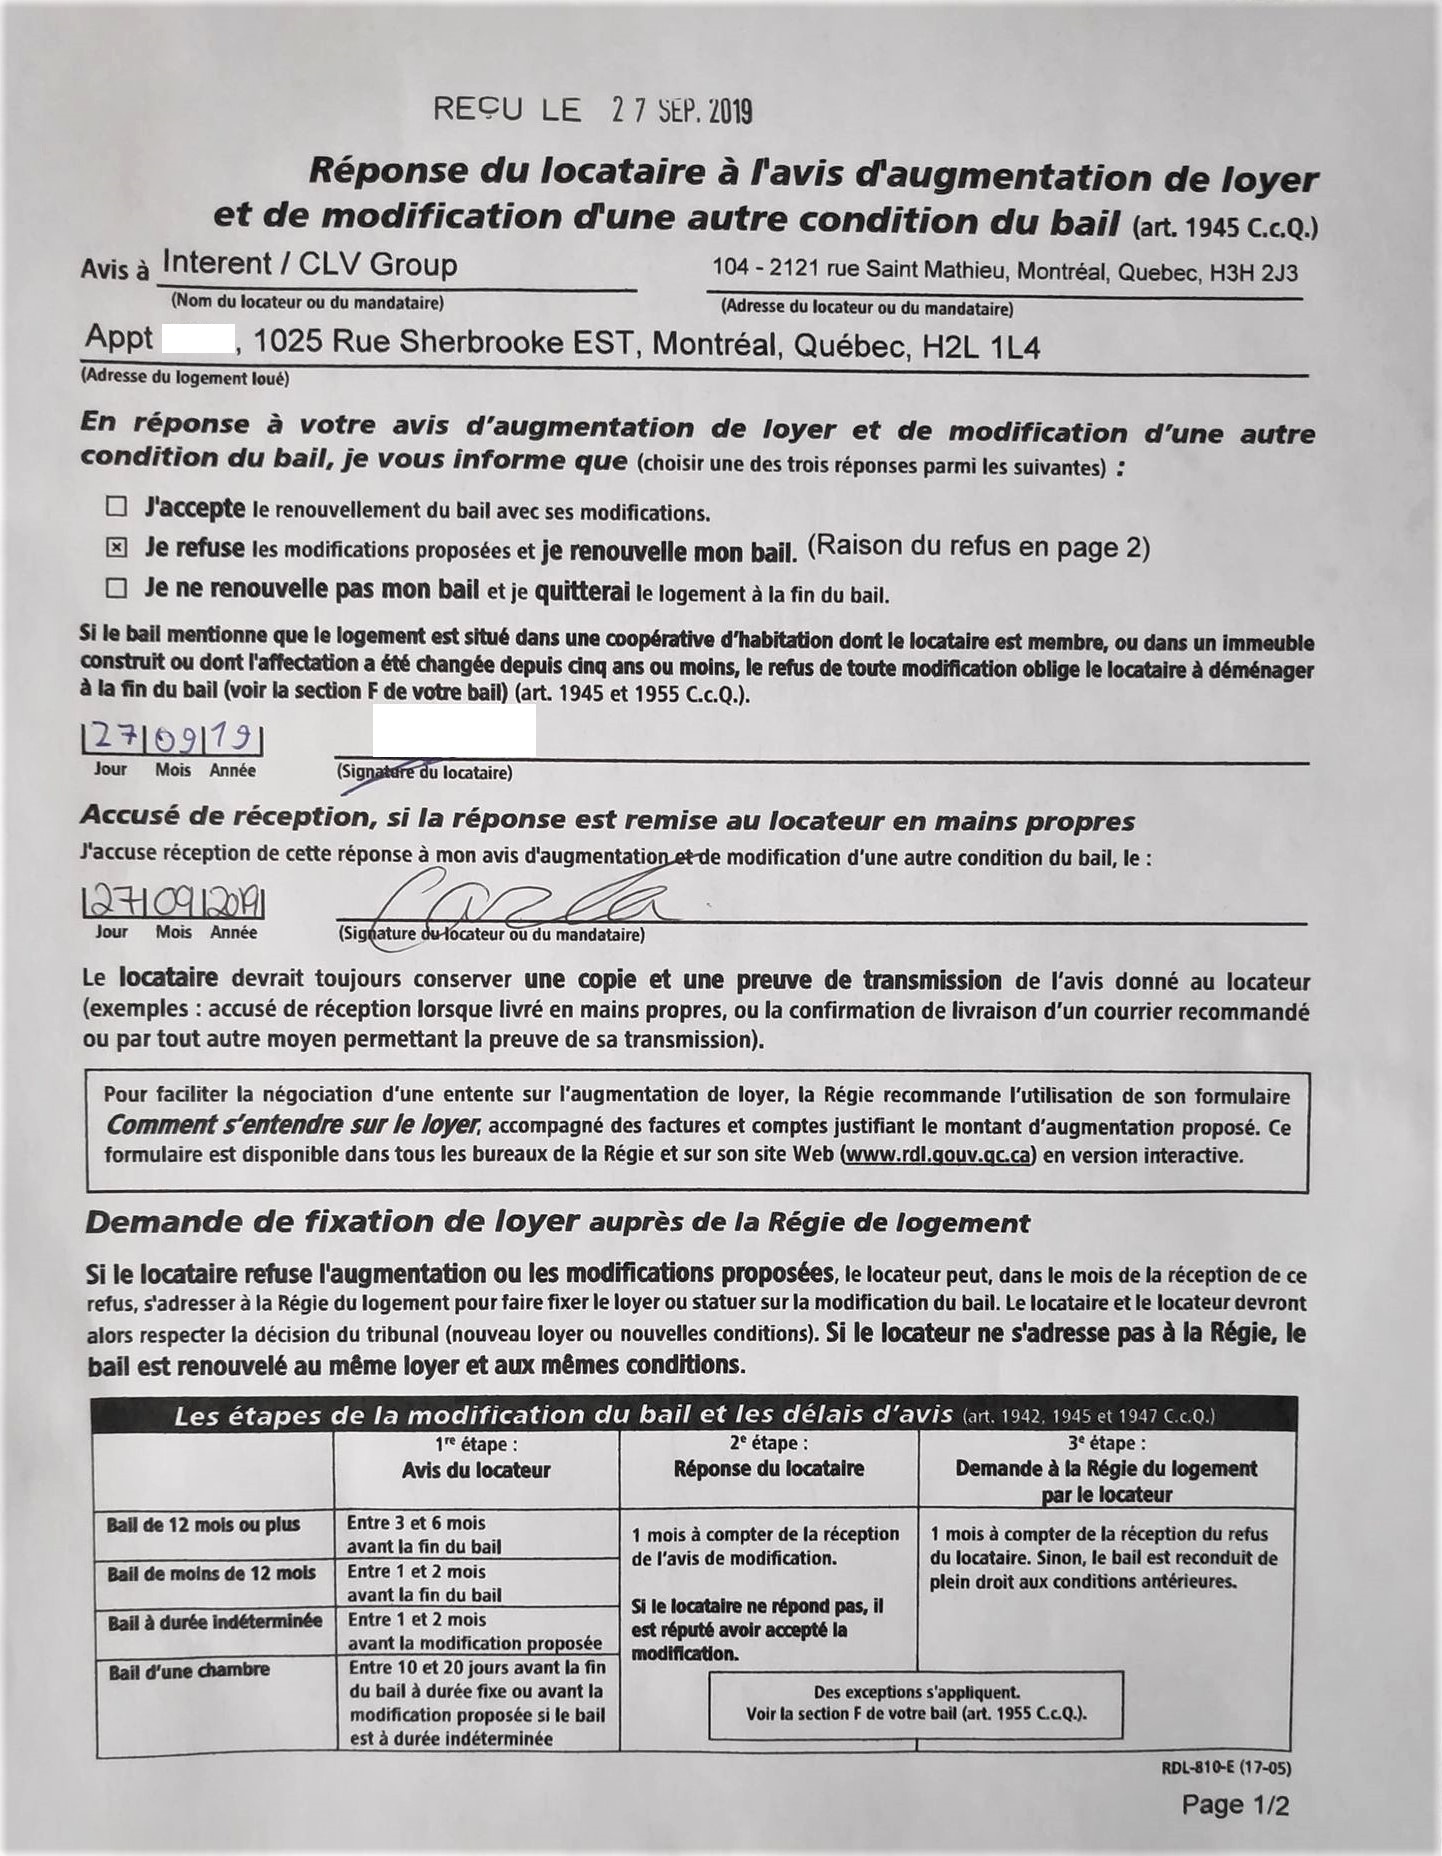 REÇU LE 27 SEP. 2019
Réponse du locataire à l'avis d'augmentation de loyer
et de modification d'une autre condition du bail (art. 1945 C.c.Q.)
Avis à Interent / CLV Group 104 - 2121 rue Saint Mathieu, Montréal, Quebec, H3H 2J3
(Nom du locateur ou du mandataire) (Adresse du locateur ou du mandataire)
Appt , 1025 Rue Sherbrooke EST, Montréal, Québec, H2L 1L4
(Adresse du logement loué)
En réponse à votre avis d'augmentation de loyer et de modification d'une autre
condition du bail, je vous informe que (choisir une des trois réponses parmi les suivantes) :
☐ J'accepte le renouvellement du bail avec ses modifications.
☒ Je refuse les modifications proposées et je renouvelle mon bail. (Raison du refus en page 2)
☐ Je ne renouvelle pas mon bail et je quitterai le logement à la fin du bail.
Si le bail mentionne que le logement est situé dans une coopérative d'habitation dont le locataire est membre, ou dans un immeuble
construit ou dont l'affectation a été changée depuis cinq ans ou moins, le refus de toute modification oblige le locataire à déménager
à la fin du bail (voir la section F de votre bail) (art. 1945 et 1955 C.c.Q.).
27|09|19
Jour Mois Année (Signature du locataire)
Accusé de réception, si la réponse est remise au locateur en mains propres
J'accuse réception de cette réponse à mon avis d'augmentation et de modification d'une autre condition du bail, le :
27|09|2019 Carla
Jour Mois Année (Signature du locateur ou du mandataire)
Le locataire devrait toujours conserver une copie et une preuve de transmission de l'avis donné au locateur
(exemples : accusé de réception lorsque livré en mains propres, ou la confirmation de livraison d'un courrier recommandé
ou par tout autre moyen permettant la preuve de sa transmission).
Pour faciliter la négociation d'une entente sur l'augmentation de loyer, la Régie recommande l'utilisation de son formulaire
Comment s'entendre sur le loyer, accompagné des factures et comptes justifiant le montant d'augmentation proposé. Ce
formulaire est disponible dans tous les bureaux de la Régie et sur son site Web (www.rdl.gouv.qc.ca) en version interactive.
Demande de fixation de loyer auprès de la Régie de logement
Si le locataire refuse l'augmentation ou les modifications proposées, le locateur peut, dans le mois de la réception de ce
refus, s'adresser à la Régie du logement pour faire fixer le loyer ou statuer sur la modification du bail. Le locataire et le locateur devront
alors respecter la décision du tribunal (nouveau loyer ou nouvelles conditions). Si le locateur ne s'adresse pas à la Régie, le
bail est renouvelé au même loyer et aux mêmes conditions.
Les étapes de la modification du bail et les délais d'avis (art. 1942, 1945 et 1947 C.c.Q.)
1re étape :
Avis du locateur
2e étape :
Réponse du locataire
3e étape :
Demande à la Régie du logement
par le locateur
Bail de 12 mois ou plus
Entre 3 et 6 mois
avant la fin du bail
Bail de moins de 12 mois
Entre 1 et 2 mois
avant la fin du bail
Bail à durée indéterminée
Entre 1 et 2 mois
avant la modification proposée
Bail d'une chambre
Entre 10 et 20 jours avant la fin
du bail à durée fixe ou avant la
modification proposée si le bail
est à durée indéterminée
1 mois à compter de la réception
de l'avis de modification.
Si le locataire ne répond pas, il
est réputé avoir accepté la
modification.
1 mois à compter de la réception du refus
du locataire. Sinon, le bail est reconduit de
plein droit aux conditions antérieures.
Des exceptions s'appliquent.
Voir la section F de votre bail (art. 1955 C.c.Q.).
RDL-810-E (17-05)
Page 1/2